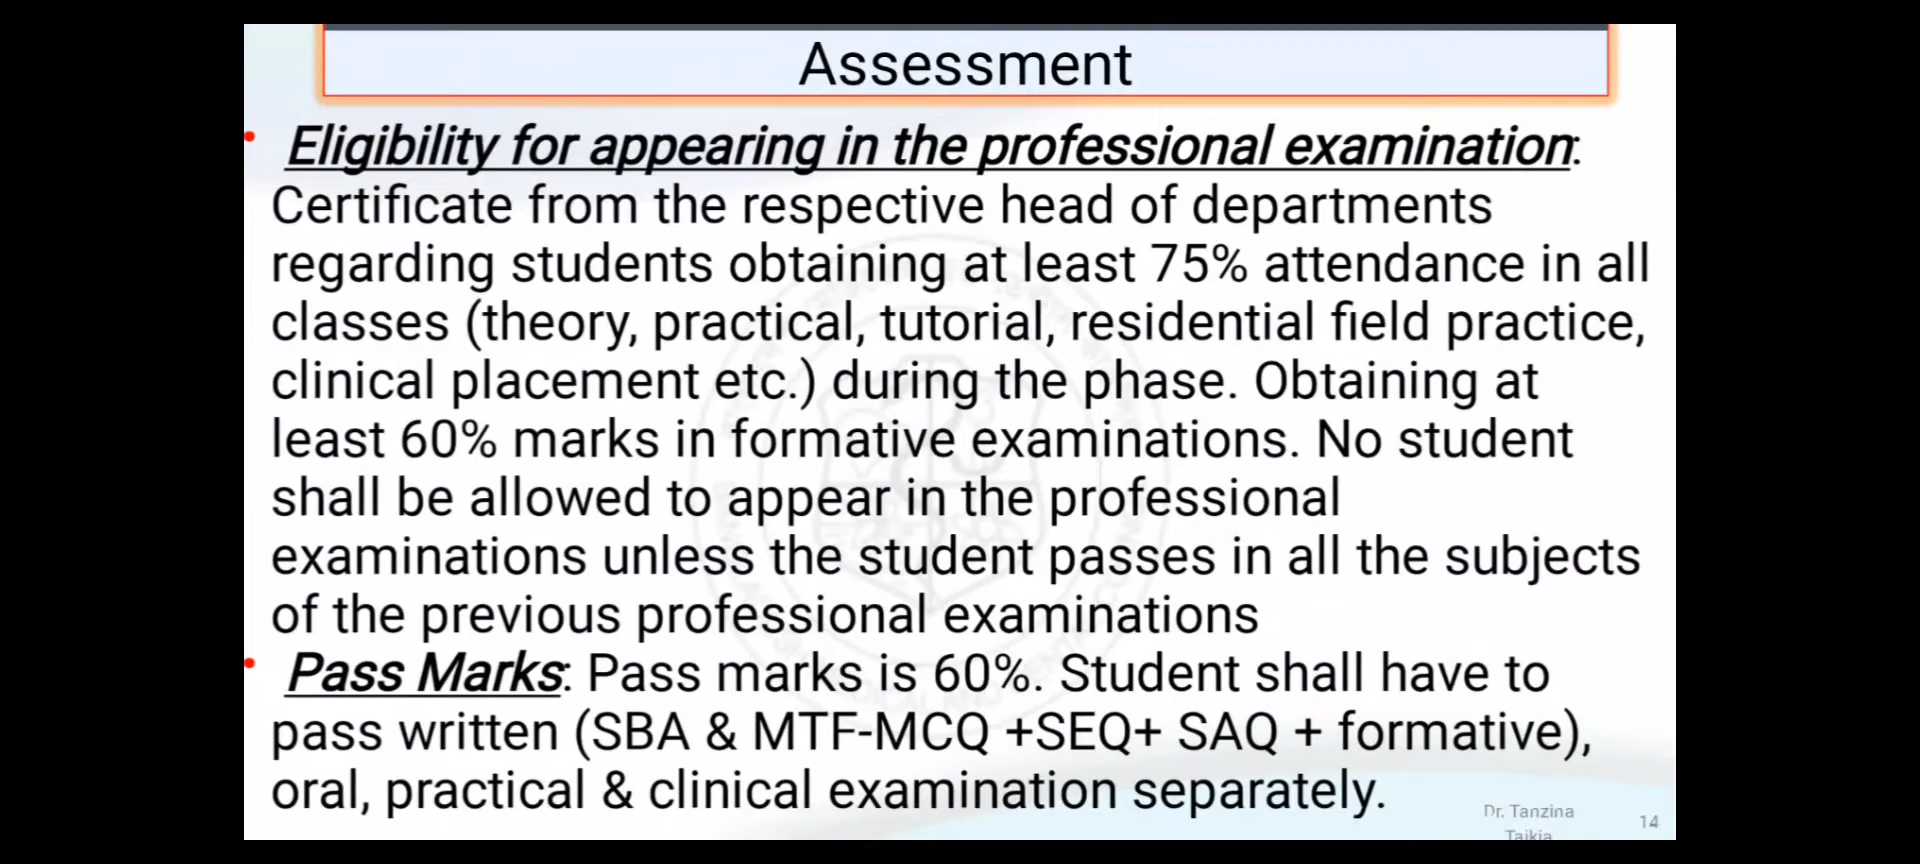 Assessment
• Eligibility for appearing in the professional examination:
Certificate from the respective head of departments
regarding students obtaining at least 75% attendance in all
classes (theory, practical, tutorial, residential field practice,
clinical placement etc.) during the phase. Obtaining at
least 60% marks in formative examinations. No student
shall be allowed to appear in the professional
examinations unless the student passes in all the subjects
of the previous professional examinations
• Pass Marks: Pass marks is 60%. Student shall have to
pass written (SBA & MTF-MCQ +SEQ+ SAQ + formative),
oral, practical & clinical examination separately.
Dr. Tanzina
Taikia
14